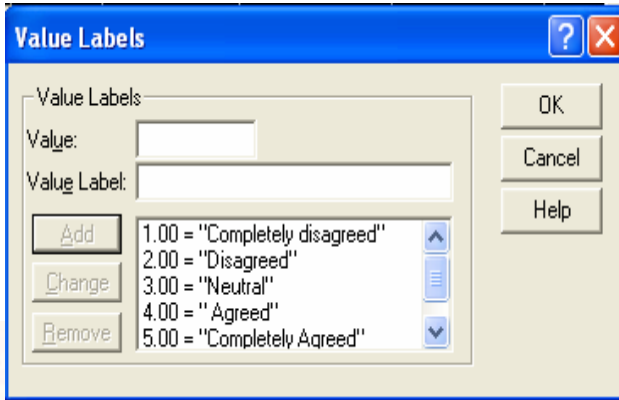 Value Labels
Value Labels
Value:
Value Label:
Add
Change
Remove
1.00 = "Completely disagreed"
2.00 = "Disagreed"
3.00 = "Neutral"
4.00 = " Agreed"
5.00 = "Completely Agreed"
OK
Cancel
Help